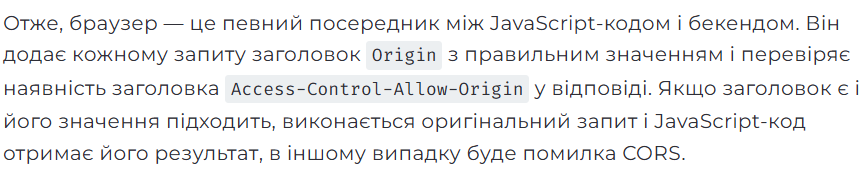 Отже, браузер — це певний посередник між JavaScript-кодом і бекендом. Він
додає кожному запиту заголовок Origin з правильним значенням і перевіряє
наявність заголовка Access-Control-Allow-Origin у відповіді. Якщо заголовок є і
його значення підходить, виконається оригінальний запит і JavaScript-код
отримає його результат, в іншому випадку буде помилка CORS.